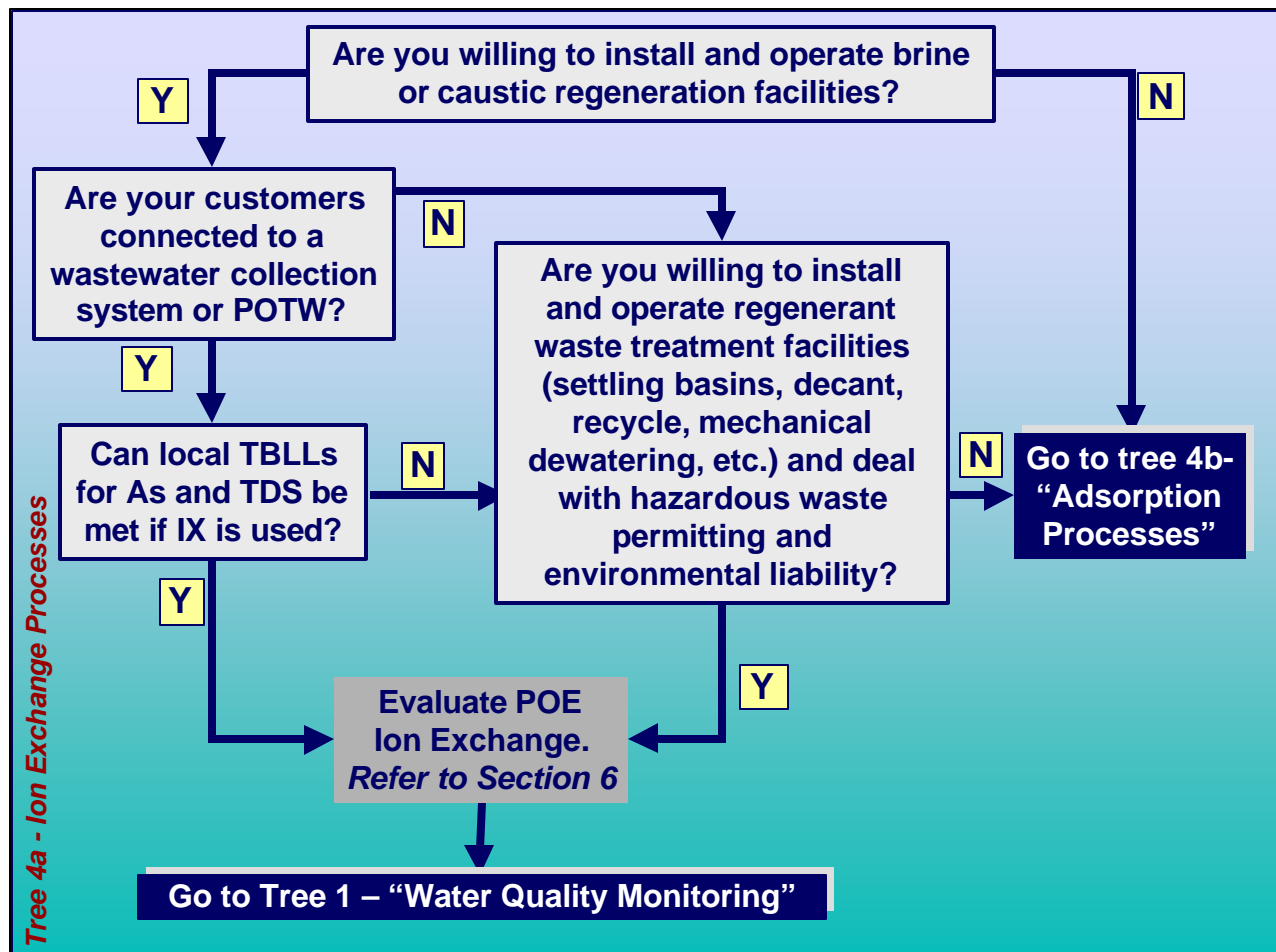 Are you willing to install and operate brine
or caustic regeneration facilities?
Y
N
Are your customers
connected to a
wastewater collection
system or POTW?
N
Are you willing to install
and operate regenerant
waste treatment facilities
(settling basins, decant,
recycle, mechanical
dewatering, etc.) and deal
with hazardous waste
permitting and
environmental liability?
Y
Can local TBLLs
for As and TDS be
met if IX is used?
N
N
Go to tree 4b-
“Adsorption
Processes”
Y
Y
Evaluate POE
Ion Exchange.
Refer to Section 6
Go to Tree 1 – “Water Quality Monitoring”
Tree 4a - Ion Exchange Processes